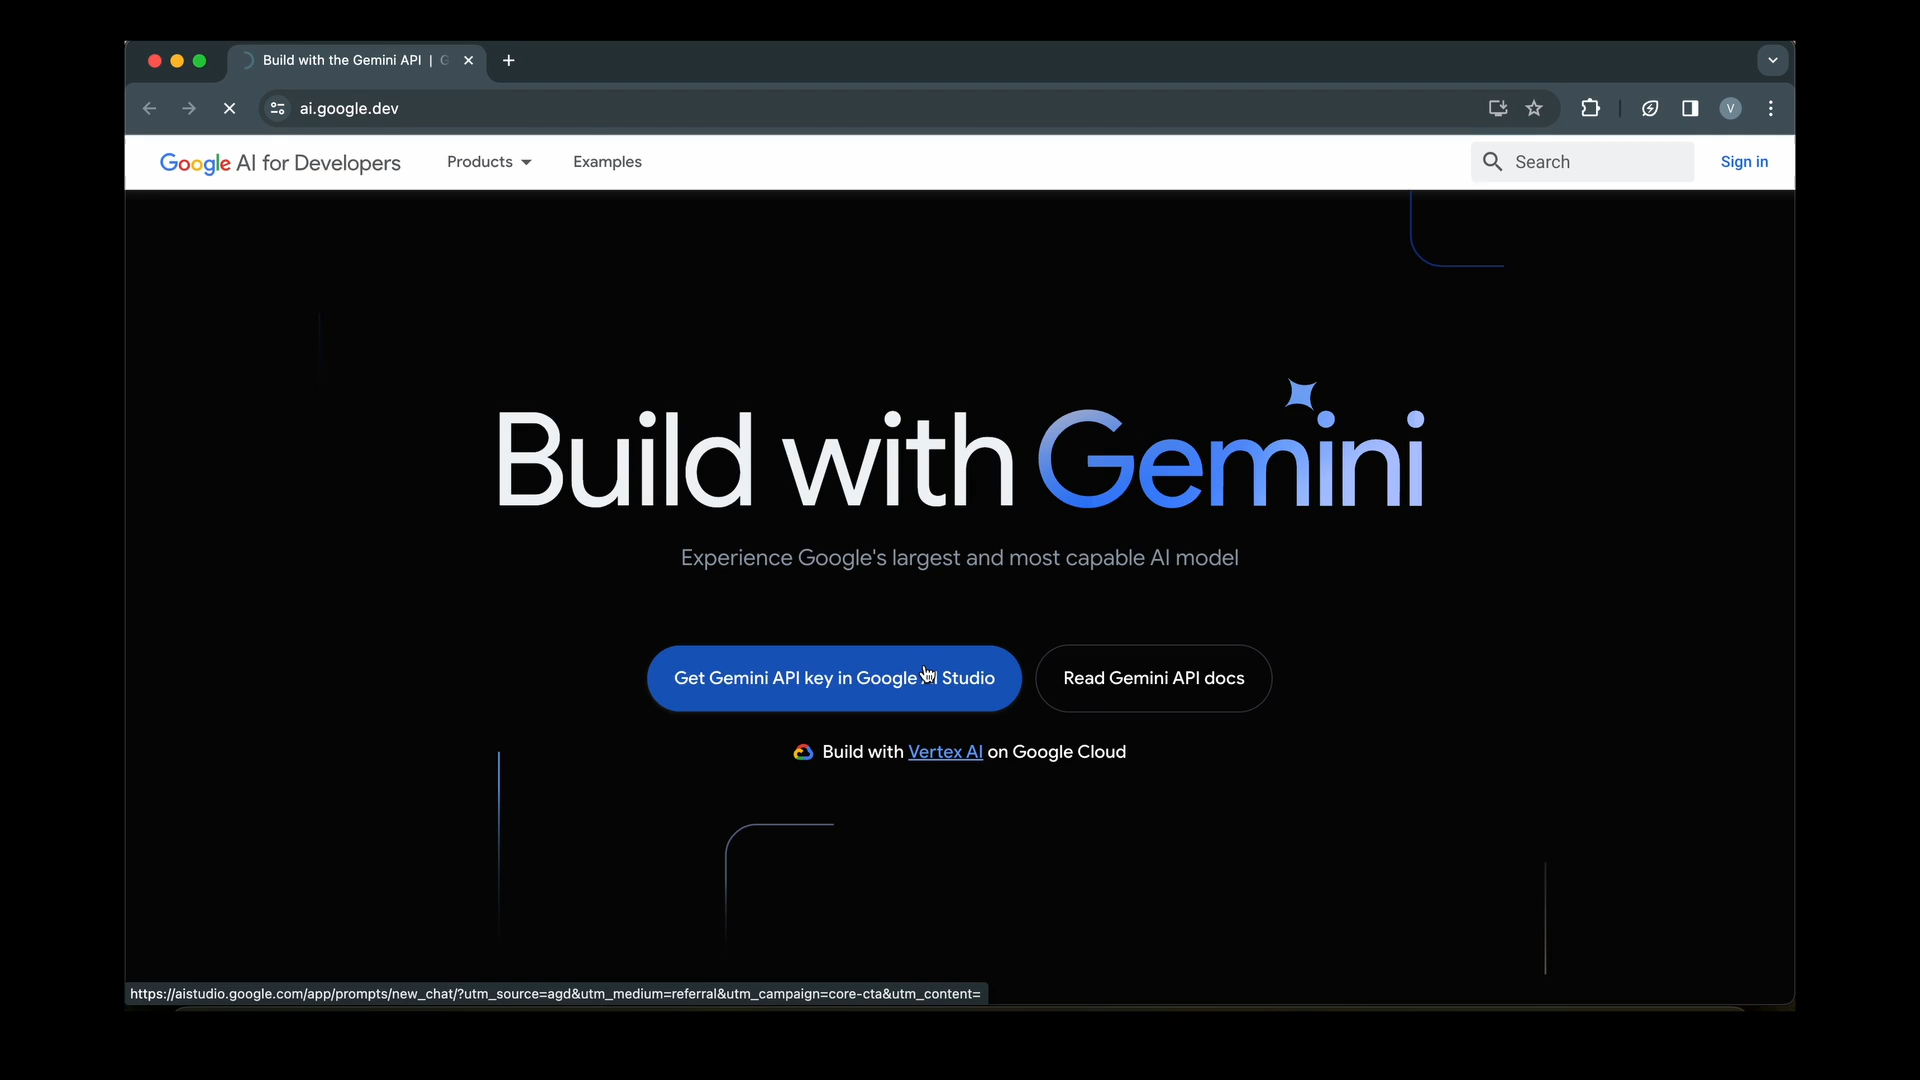 Build with the Gemini API | G
ai.google.dev
V
Google AI for Developers
Products
Examples
Search
Sign in
Build with Gemini
Experience Google's largest and most capable AI model
Get Gemini API key in Google AI Studio
Read Gemini API docs
Build with Vertex AI on Google Cloud
https://aistudio.google.com/app/prompts/new_chat/?utm_source=agd&utm_medium=referral&utm_campaign=core-cta&utm_content=